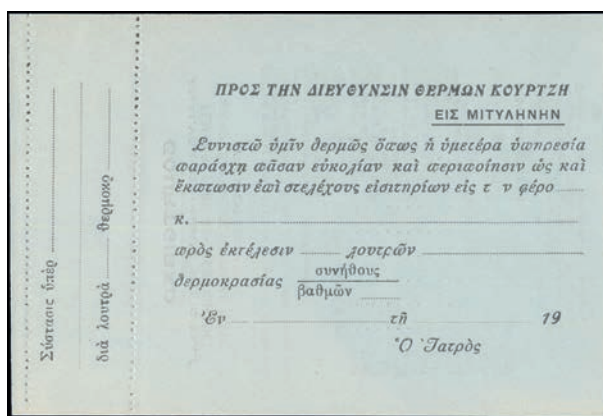 Σύστασις ὑπὲρ
διὰ λουτρά θερμοκρ
ΠΡΟΣ ΤΗΝ ΔΙΕΥΘΥΝΣΙΝ ΘΕΡΜΩΝ ΚΟΥΡΤΖΗ
ΕΙΣ ΜΙΤΥΛΗΝΗΝ
Συνιστῶ ὑμῖν θερμῶς ὅπως ἡ ὑμετέρα ὑπηρεσία
παράσχῃ πᾶσαν εὐκολίαν καὶ περιποίησιν ὡς καὶ
ἔκπτωσιν ἐπὶ στελέχους εἰσιτηρίων εἰς τ ν φέρο
κ.
πρὸς ἐκτέλεσιν λουτρῶν
θερμοκρασίας συνήθους
βαθμῶν
Ἐν τῇ 19
Ὁ Ἰατρὸς